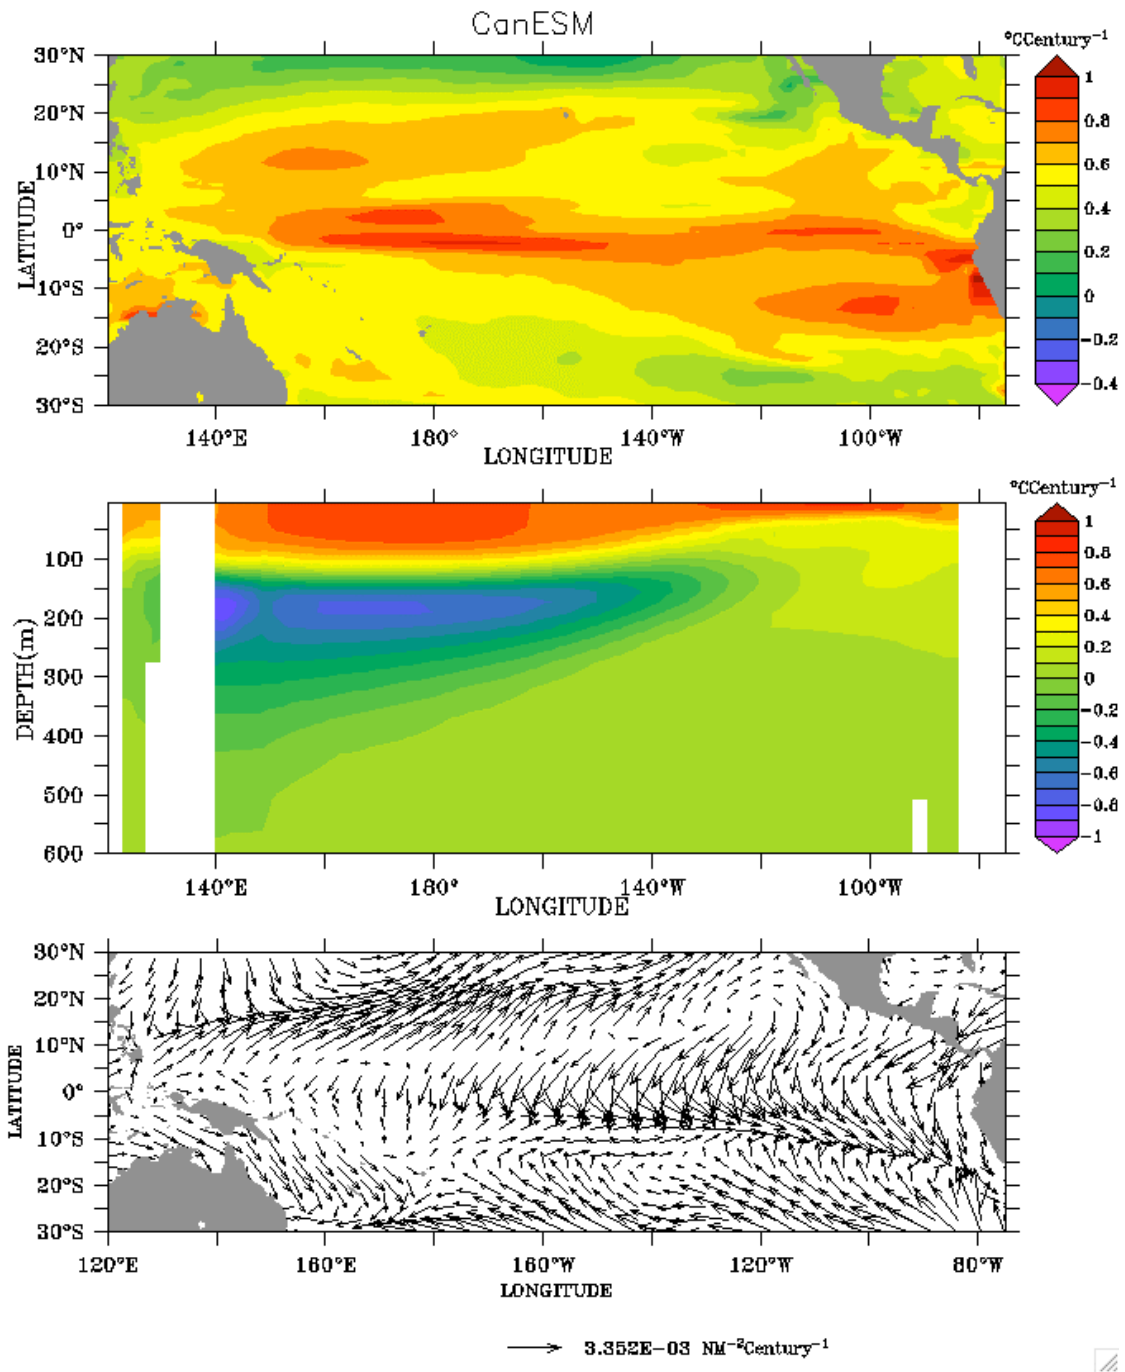 CanESM
°CCentury⁻¹
30°N
20°N
10°N
0°
10°S
20°S
30°S
LATITUDE
140°E 180° 140°W 100°W
LONGITUDE
1
0.8
0.6
0.4
0.2
0
-0.2
-0.4
°CCentury⁻¹
100
200
300
400
500
600
DEPTH(m)
140°E 180° 140°W 100°W
LONGITUDE
1
0.8
0.6
0.4
0.2
0
-0.2
-0.4
-0.6
-0.8
-1
30°N
20°N
10°N
0°
10°S
20°S
30°S
LATITUDE
120°E 160°E 160°W 120°W 80°W
LONGITUDE
3.352E-03 NM⁻²Century⁻¹